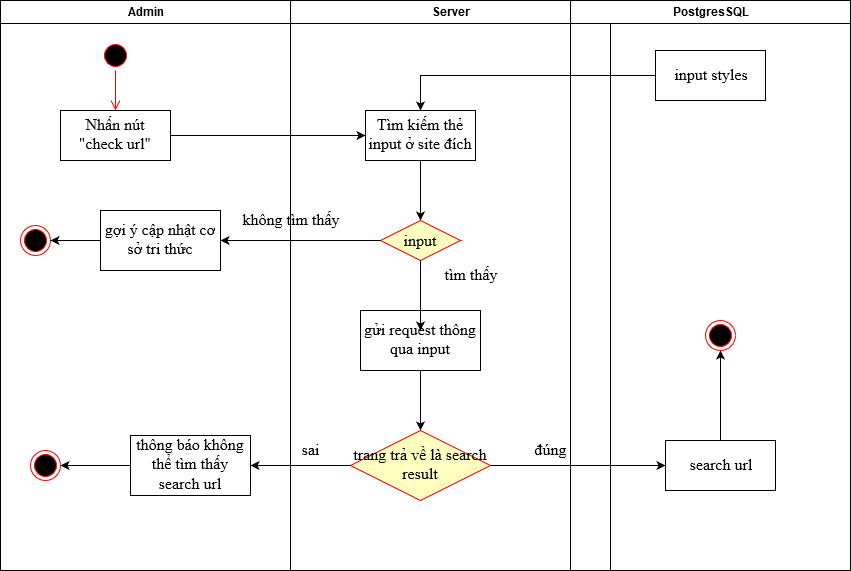 Admin
Server
PostgresSQL
input styles
Nhấn nút
"check url"
Tìm kiếm thẻ
input ở site đích
không tìm thấy
gợi ý cập nhật cơ
sở tri thức
input
tìm thấy
gửi request thông
qua input
thông báo không
thể tìm thấy
search url
sai
trang trả về là search
result
đúng
search url